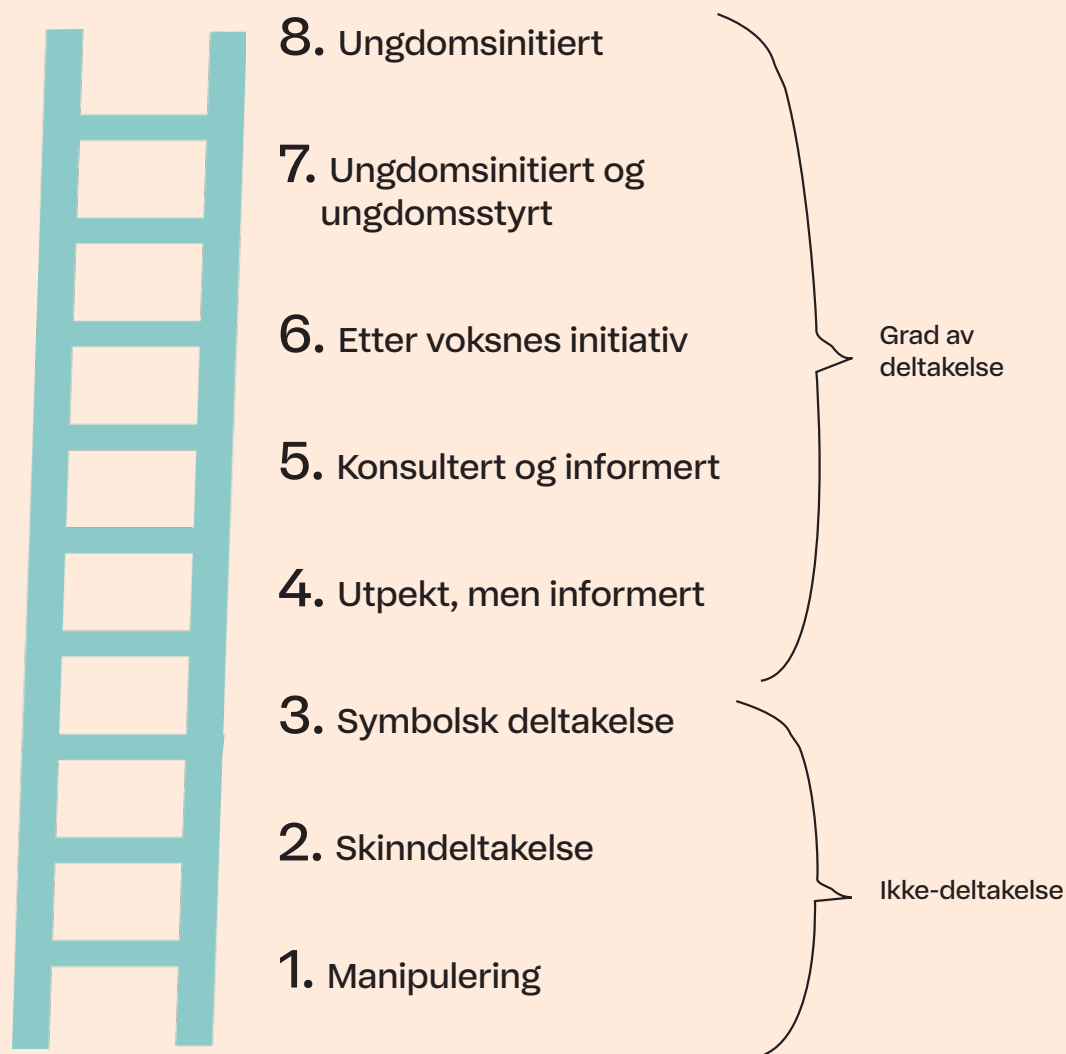 8. Ungdomsinitiert
7. Ungdomsinitiert og
ungdomsstyrt
6. Etter voksnes initiativ
5. Konsultert og informert
4. Utpekt, men informert
3. Symbolsk deltakelse
2. Skinndeltakelse
1. Manipulering
Grad av
deltakelse
Ikke-deltakelse